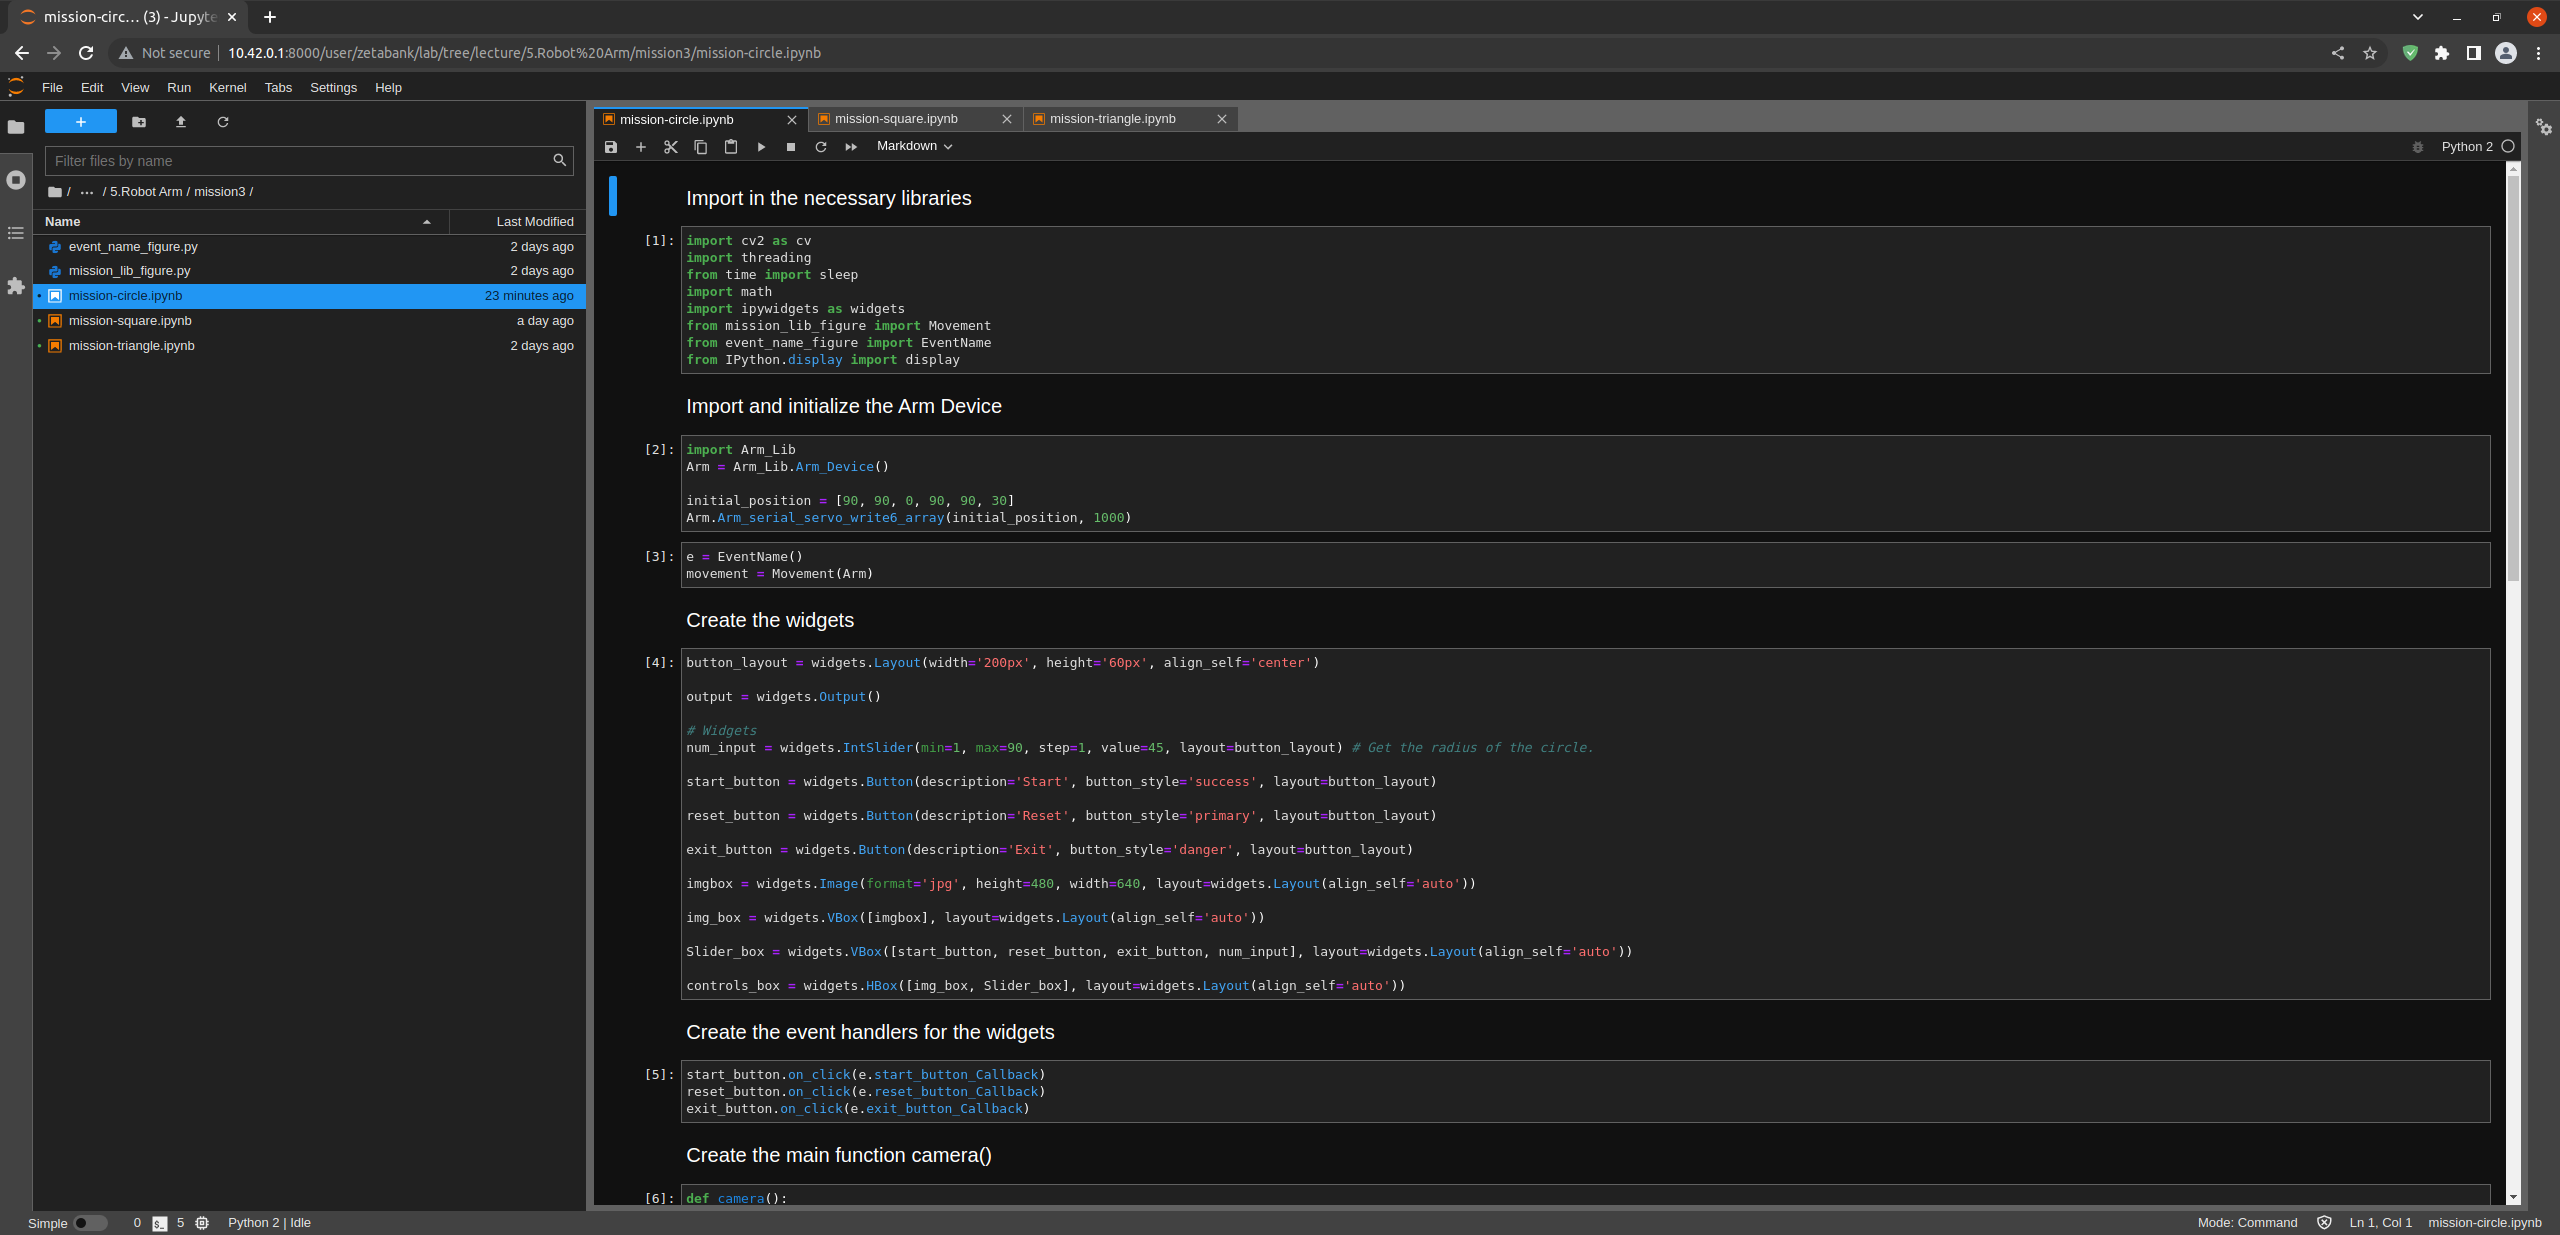 mission-circ… (3) - Jupyte
Not secure
10.42.0.1:8000/user/zetabank/lab/tree/lecture/5.Robot%20Arm/mission3/mission-circle.ipynb
File Edit View Run Kernel Tabs Settings Help
Filter files by name
/ … / 5.Robot Arm / mission3 /
Name Last Modified
event_name_figure.py 2 days ago
mission_lib_figure.py 2 days ago
mission-circle.ipynb 23 minutes ago
mission-square.ipynb a day ago
mission-triangle.ipynb 2 days ago
mission-circle.ipynb mission-square.ipynb mission-triangle.ipynb
Markdown
Python 2
Import in the necessary libraries
[1]: import cv2 as cv
import threading
from time import sleep
import math
import ipywidgets as widgets
from mission_lib_figure import Movement
from event_name_figure import EventName
from IPython.display import display
Import and initialize the Arm Device
[2]: import Arm_Lib
Arm = Arm_Lib.Arm_Device()
initial_position = [90, 90, 0, 90, 90, 30]
Arm.Arm_serial_servo_write6_array(initial_position, 1000)
[3]: e = EventName()
movement = Movement(Arm)
Create the widgets
[4]: button_layout = widgets.Layout(width='200px', height='60px', align_self='center')
output = widgets.Output()
# Widgets
num_input = widgets.IntSlider(min=1, max=90, step=1, value=45, layout=button_layout) # Get the radius of the circle.
start_button = widgets.Button(description='Start', button_style='success', layout=button_layout)
reset_button = widgets.Button(description='Reset', button_style='primary', layout=button_layout)
exit_button = widgets.Button(description='Exit', button_style='danger', layout=button_layout)
imgbox = widgets.Image(format='jpg', height=480, width=640, layout=widgets.Layout(align_self='auto'))
img_box = widgets.VBox([imgbox], layout=widgets.Layout(align_self='auto'))
Slider_box = widgets.VBox([start_button, reset_button, exit_button, num_input], layout=widgets.Layout(align_self='auto'))
controls_box = widgets.HBox([img_box, Slider_box], layout=widgets.Layout(align_self='auto'))
Create the event handlers for the widgets
[5]: start_button.on_click(e.start_button_Callback)
reset_button.on_click(e.reset_button_Callback)
exit_button.on_click(e.exit_button_Callback)
Create the main function camera()
[6]: def camera():
Simple 0 5 Python 2 | Idle
Mode: Command Ln 1, Col 1 mission-circle.ipynb